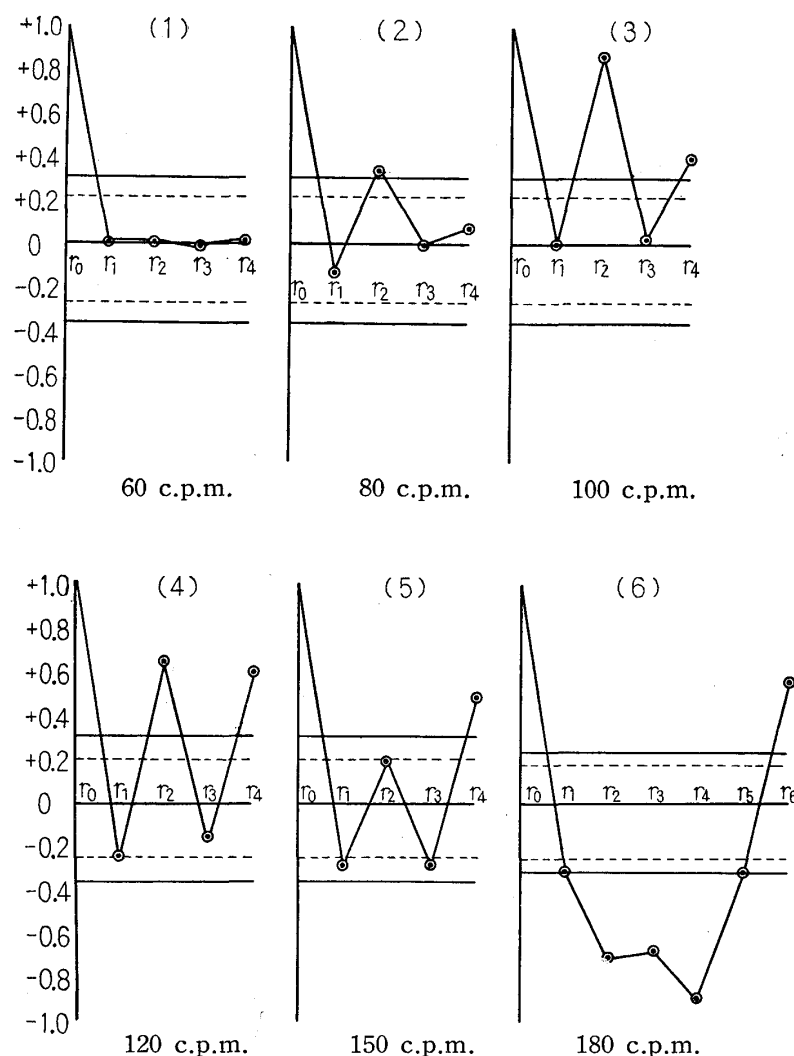 (1) (2) (3)
+1.0
+0.8
+0.6
+0.4
+0.2
0
-0.2
-0.4
-0.6
-0.8
-1.0
r₀ r₁ r₂ r₃ r₄
r₀ r₁ r₂ r₃ r₄
r₀ r₁ r₂ r₃ r₄
60 c.p.m. 80 c.p.m. 100 c.p.m.
(4) (5) (6)
+1.0
+0.8
+0.6
+0.4
+0.2
0
-0.2
-0.4
-0.6
-0.8
-1.0
r₀ r₁ r₂ r₃ r₄
r₀ r₁ r₂ r₃ r₄
r₀ r₁ r₂ r₃ r₄ r₅ r₆
120 c.p.m. 150 c.p.m. 180 c.p.m.